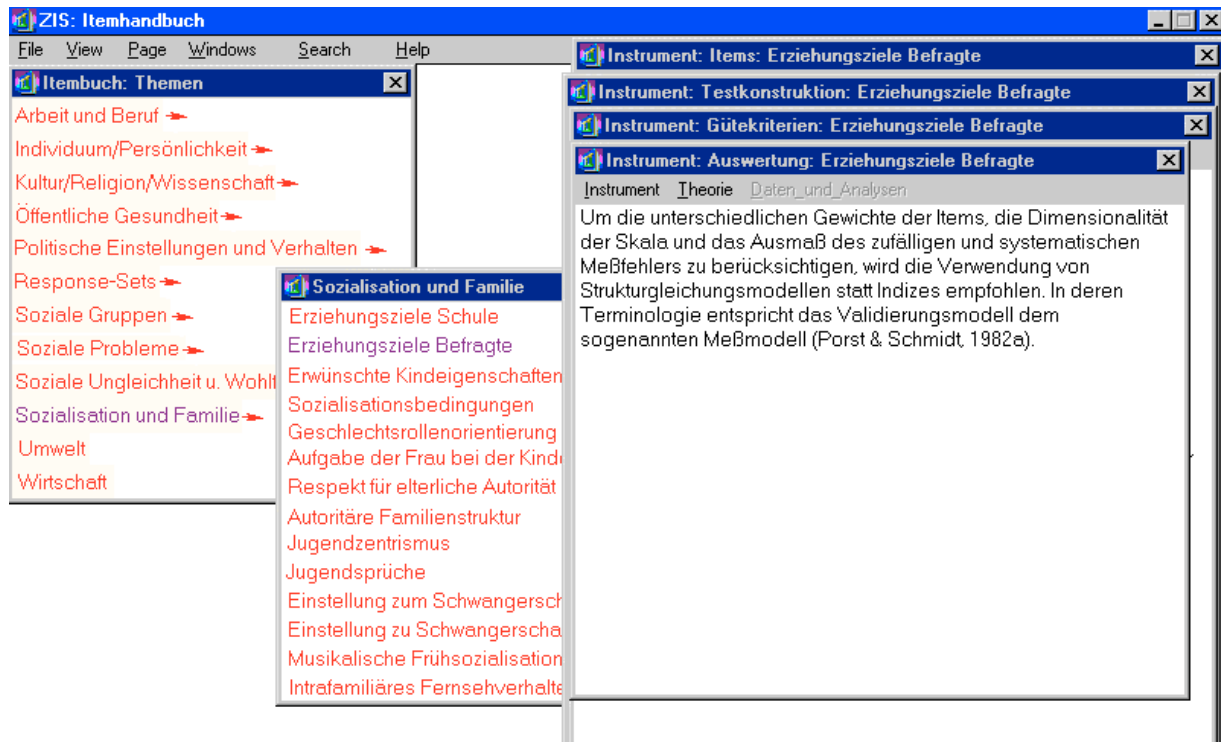 ZIS: Itemhandbuch
File View Page Windows Search Help
Itembuch: Themen
Arbeit und Beruf
Individuum/Persönlichkeit
Kultur/Religion/Wissenschaft
Öffentliche Gesundheit
Politische Einstellungen und Verhalten
Response-Sets
Soziale Gruppen
Soziale Probleme
Soziale Ungleichheit u. Wohlf
Sozialisation und Familie
Umwelt
Wirtschaft
Sozialisation und Familie
Erziehungsziele Schule
Erziehungsziele Befragte
Erwünschte Kindeigenschaften
Sozialisationsbedingungen
Geschlechtsrollenorientierung
Aufgabe der Frau bei der Kinde
Respekt für elterliche Autorität
Autoritäre Familienstruktur
Jugendzentrismus
Jugendsprüche
Einstellung zum Schwangersch
Einstellung zu Schwangerscha
Musikalische Frühsozialisation
Intrafamiliäres Fernsehverhalte
Instrument: Items: Erziehungsziele Befragte
Instrument: Testkonstruktion: Erziehungsziele Befragte
Instrument: Gütekriterien: Erziehungsziele Befragte
Instrument: Auswertung: Erziehungsziele Befragte
Instrument Theorie Daten_und_Analysen
Um die unterschiedlichen Gewichte der Items, die Dimensionalität
der Skala und das Ausmaß des zufälligen und systematischen
Meßfehlers zu berücksichtigen, wird die Verwendung von
Strukturgleichungsmodellen statt Indizes empfohlen. In deren
Terminologie entspricht das Validierungsmodell dem
sogenannten Meßmodell (Porst & Schmidt, 1982a).